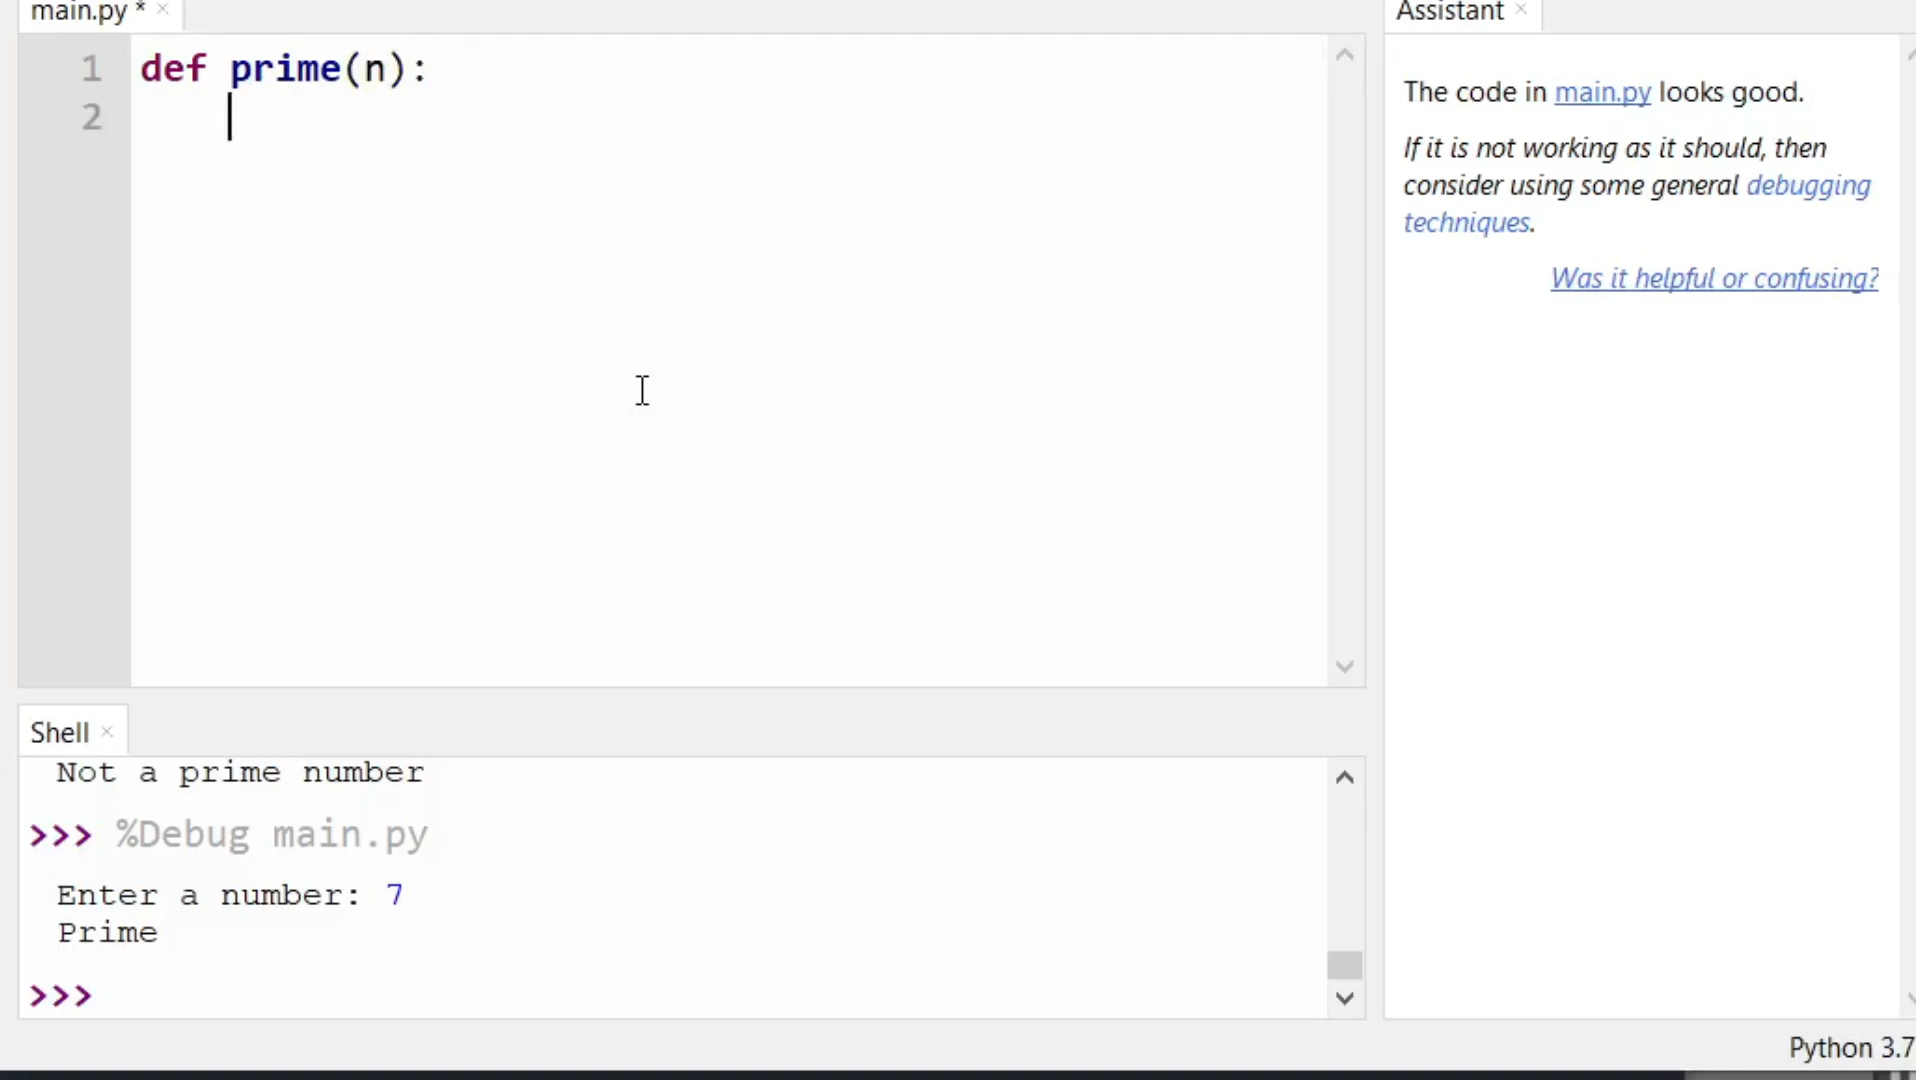 main.py *
1 def prime(n):
2
Shell
Not a prime number
>>> %Debug main.py
Enter a number: 7
Prime
>>>
Assistant
The code in main.py looks good.
If it is not working as it should, then
consider using some general debugging
techniques.
Was it helpful or confusing?
Python 3.7